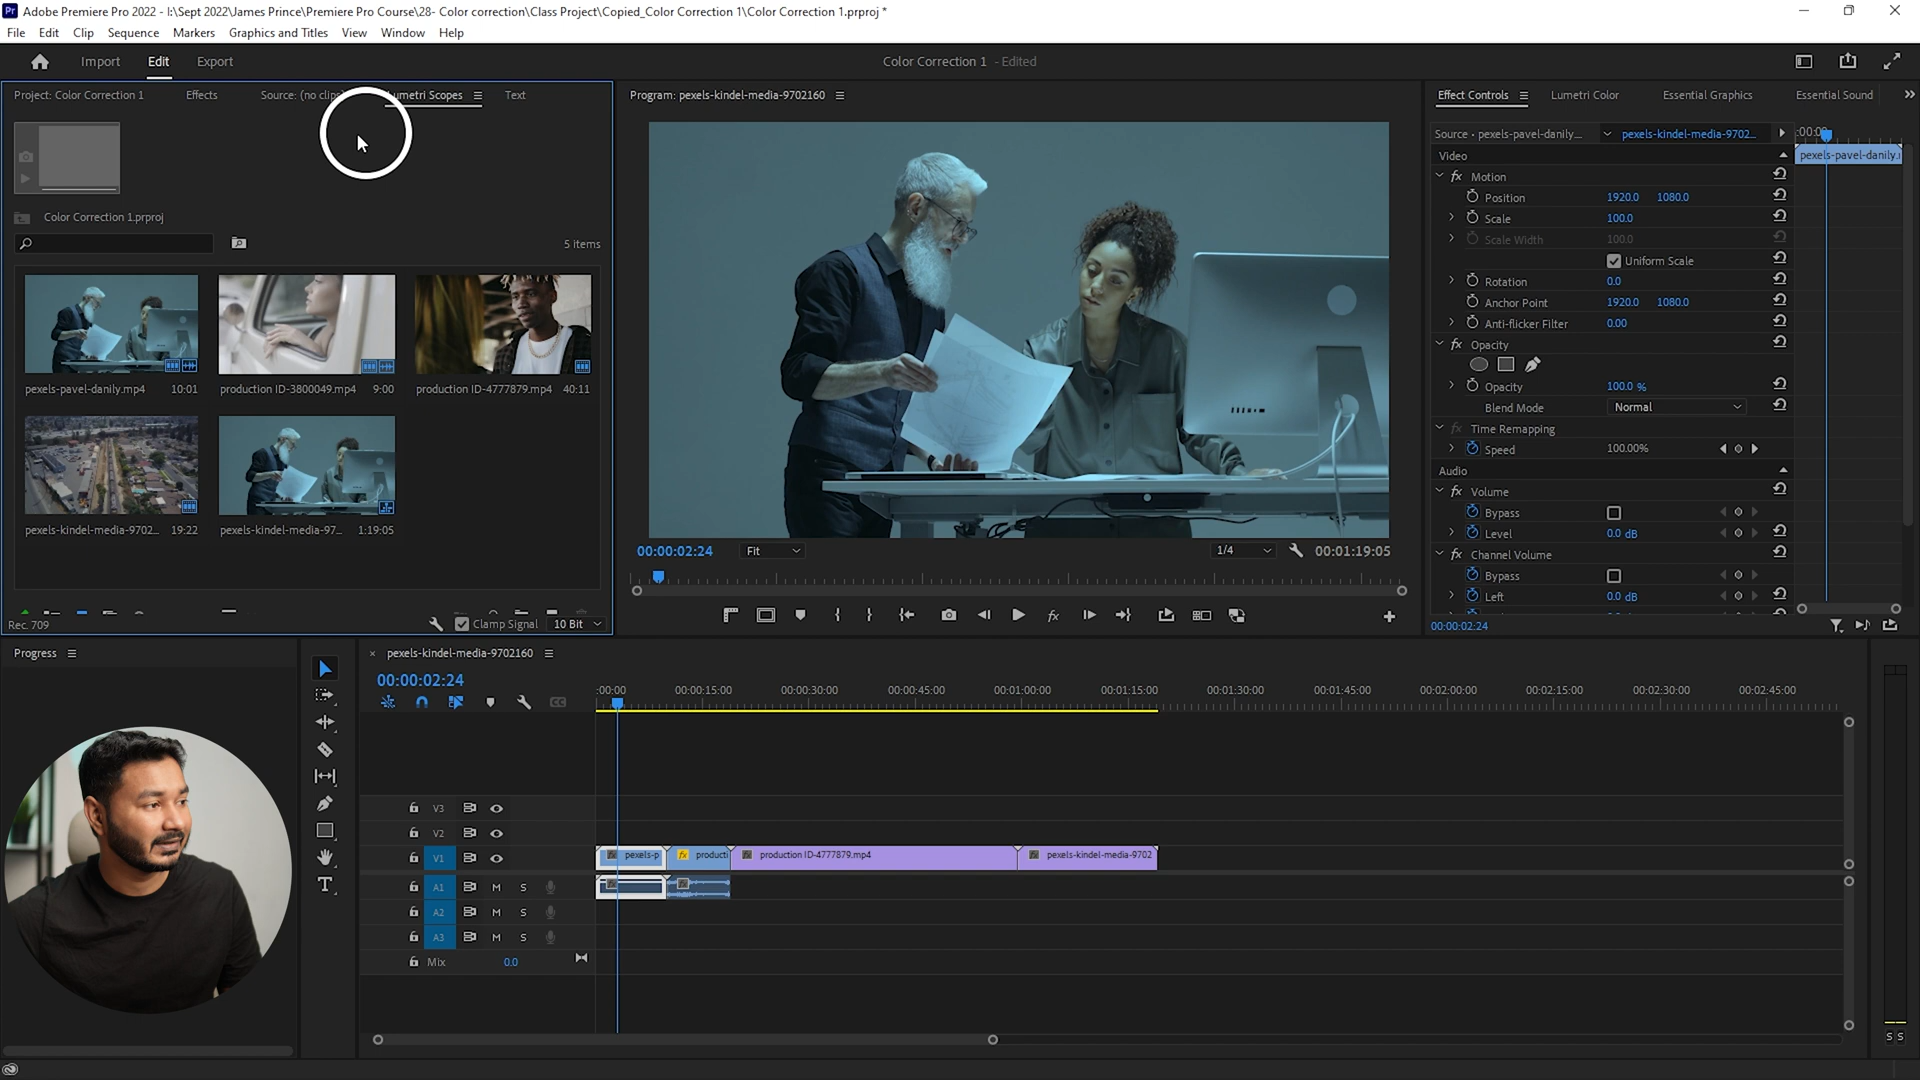 Adobe Premiere Pro 2022 - I:\Sept 2022\James Prince\Premiere Pro Course\28- Color correction\Class Project\Copied_Color Correction 1\Color Correction 1.prproj *
File Edit Clip Sequence Markers Graphics and Titles View Window Help
Import Edit Export
Color Correction 1 - Edited
Project: Color Correction 1 Effects Source: (no clips) Lumetri Scopes Text
Color Correction 1.prproj
5 items
pexels-pavel-danily.mp4 10:01
production ID-3800049.mp4 9:00
production ID-4777879.mp4 40:11
pexels-kindel-media-9702... 19:22
pexels-kindel-media-97... 1:19:05
Rec. 709
Clamp Signal 10 Bit
Program: pexels-kindel-media-9702160
00:00:02:24 Fit 1/4 00:01:19:05
Effect Controls Lumetri Color Essential Graphics Essential Sound
Source • pexels-pavel-danily.... pexels-kindel-media-9702... :00:00
Video pexels-pavel-danily.
fx Motion
Position 1920.0 1080.0
Scale 100.0
Scale Width 100.0
Uniform Scale
Rotation 0.0
Anchor Point 1920.0 1080.0
Anti-flicker Filter 0.00
fx Opacity
Opacity 100.0 %
Blend Mode Normal
fx Time Remapping
Speed 100.00%
Audio
fx Volume
Bypass
Level 0.0 dB
fx Channel Volume
Bypass
Left 0.0 dB
00:00:02:24
Progress
pexels-kindel-media-9702160
00:00:02:24
:00:00 00:00:15:00 00:00:30:00 00:00:45:00 00:01:00:00 00:01:15:00 00:01:30:00 00:01:45:00 00:02:00:00 00:02:15:00 00:02:30:00 00:02:45:00
V3
V2
V1 pexels-p producti production ID-4777879.mp4 pexels-kindel-media-9702
A1 M S
A2 M S
A3 M S
Mix 0.0
S S